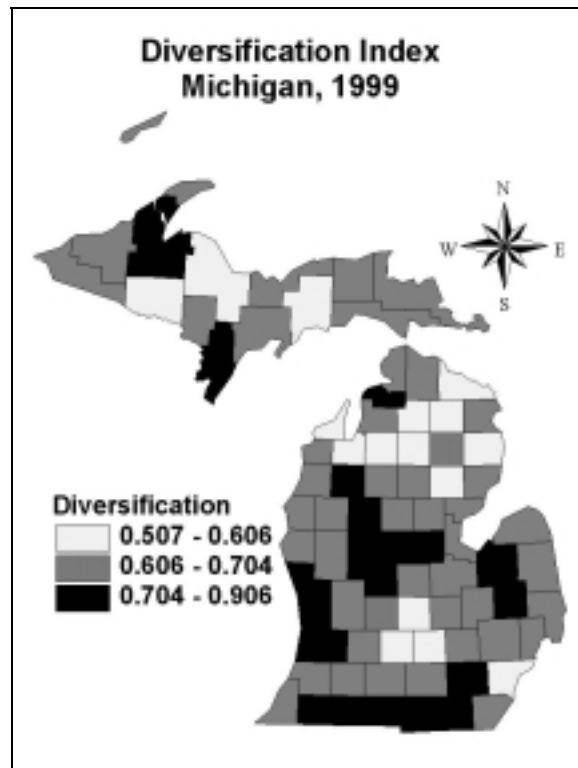 Diversification Index
Michigan, 1999
N
W E
S
Diversification
0.507 - 0.606
0.606 - 0.704
0.704 - 0.906